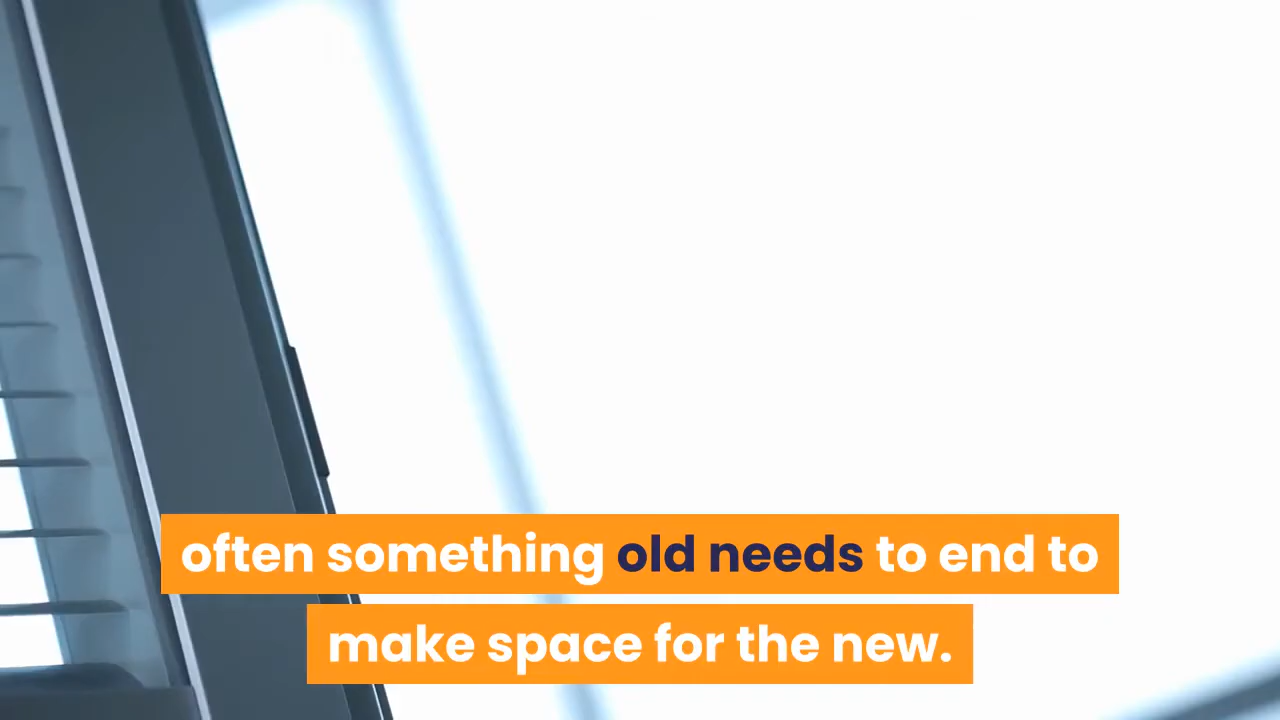 often something old needs to end to
make space for the new.